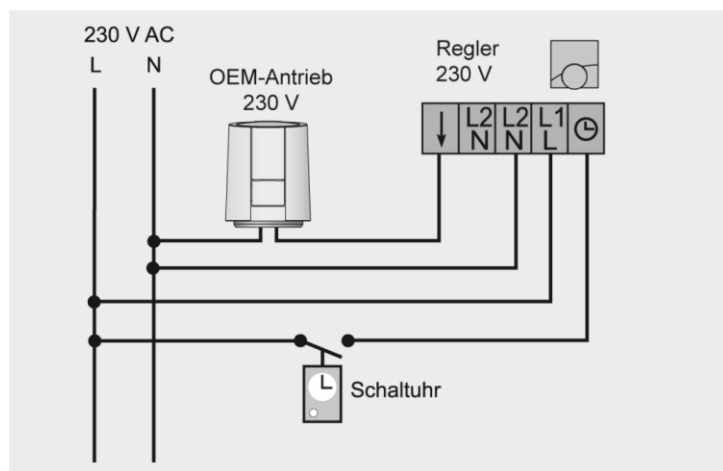 230 V AC
L N
OEM-Antrieb
230 V
Regler
230 V
L2 L2 L1
N N L
Schaltuhr